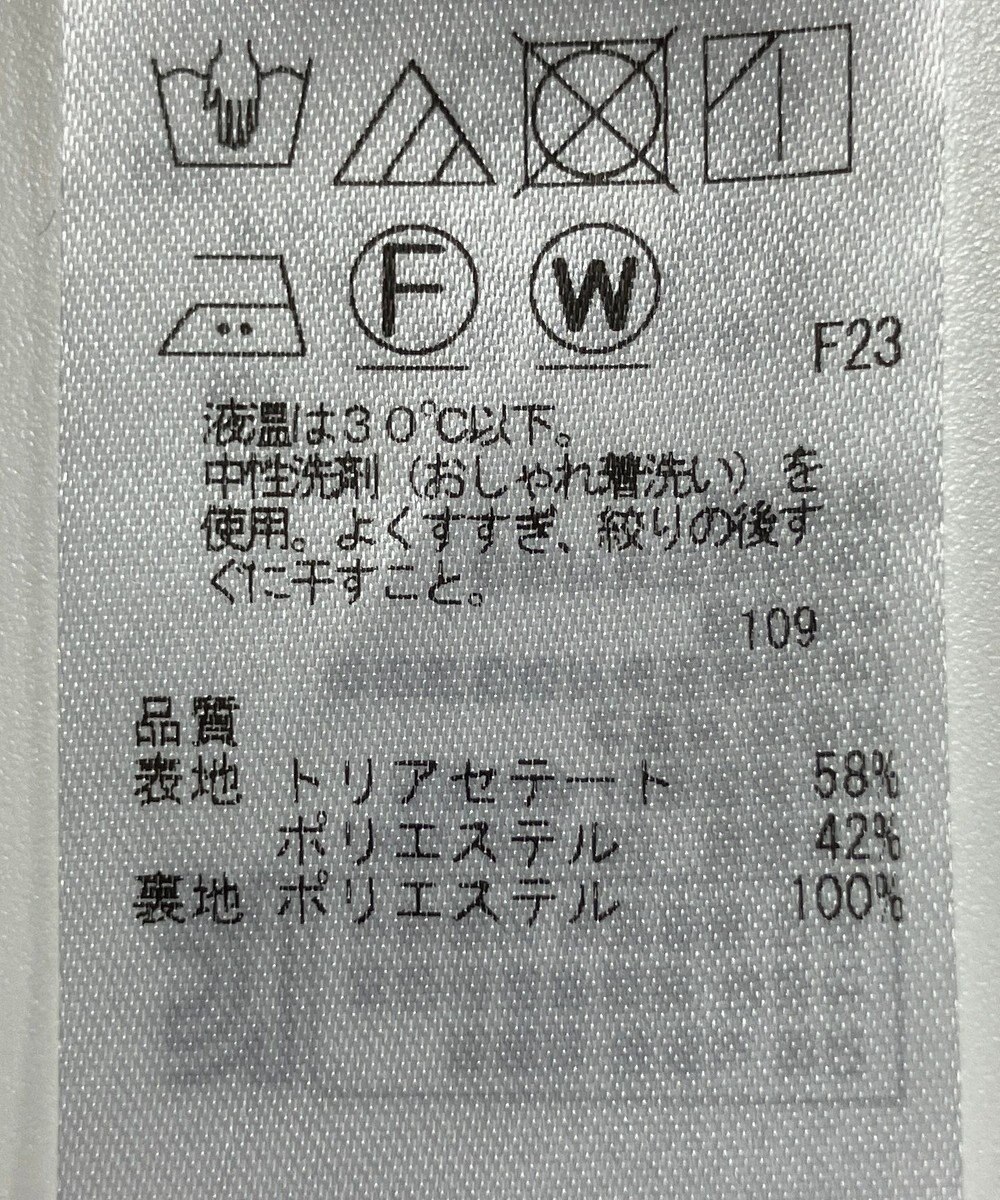 F
W
F23
液温は30℃以下。
中性洗剤（おしゃれ着洗い）を
使用。よくすすぎ、絞りの後す
ぐに干すこと。
109
品質
表地 トリアセテート 58%
ポリエステル 42%
裏地 ポリエステル 100%